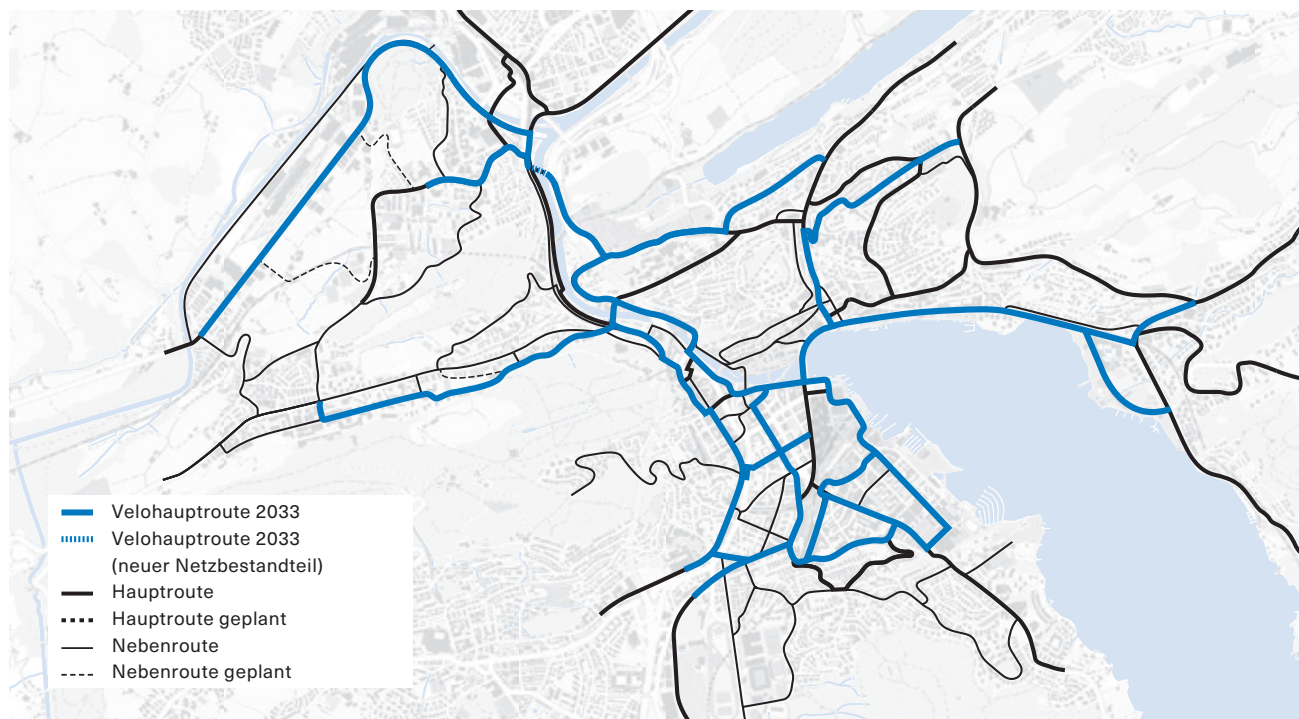 Velohauptroute 2033
Velohauptroute 2033
(neuer Netzbestandteil)
Hauptroute
Hauptroute geplant
Nebenroute
Nebenroute geplant